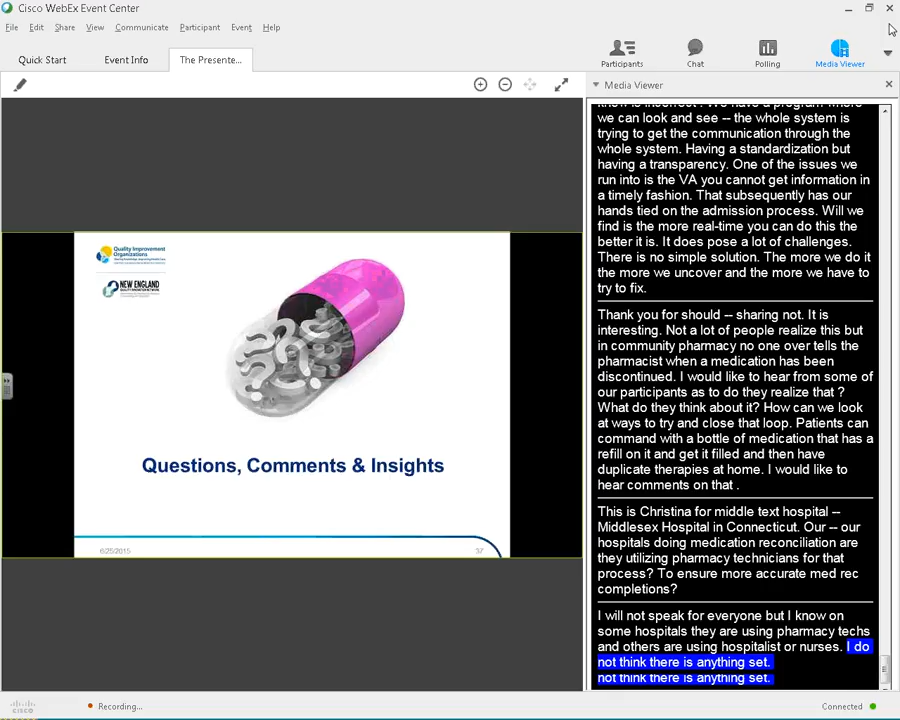 Cisco WebEx Event Center
File Edit Share View Communicate Participant Event Help
Quick Start Event Info The Presente...
Participants Chat Polling Media Viewer
Media Viewer
know is incorrect . We have a program where
we can look and see -- the whole system is
trying to get the communication through the
whole system. Having a standardization but
having a transparency. One of the issues we
run into is the VA you cannot get information in
a timely fashion. That subsequently has our
hands tied on the admission process. Will we
find is the more real-time you can do this the
better it is. It does pose a lot of challenges.
There is no simple solution. The more we do it
the more we uncover and the more we have to
try to fix.
Thank you for should -- sharing not. It is
interesting. Not a lot of people realize this but
in community pharmacy no one over tells the
pharmacist when a medication has been
discontinued. I would like to hear from some of
our participants as to do they realize that ?
What do they think about it? How can we look
at ways to try and close that loop. Patients can
command with a bottle of medication that has a
refill on it and get it filled and then have
duplicate therapies at home. I would like to
hear comments on that .
This is Christina for middle text hospital --
Middlesex Hospital in Connecticut. Our -- our
hospitals doing medication reconciliation are
they utilizing pharmacy technicians for that
process? To ensure more accurate med rec
completions?
I will not speak for everyone but I know on
some hospitals they are using pharmacy techs
and others are using hospitalist or nurses. I do
not think there is anything set.
not think there is anything set.
Quality Improvement
Organizations
NEW ENGLAND
Questions, Comments & Insights
6/25/2015 37
cisco
Recording...
Connected